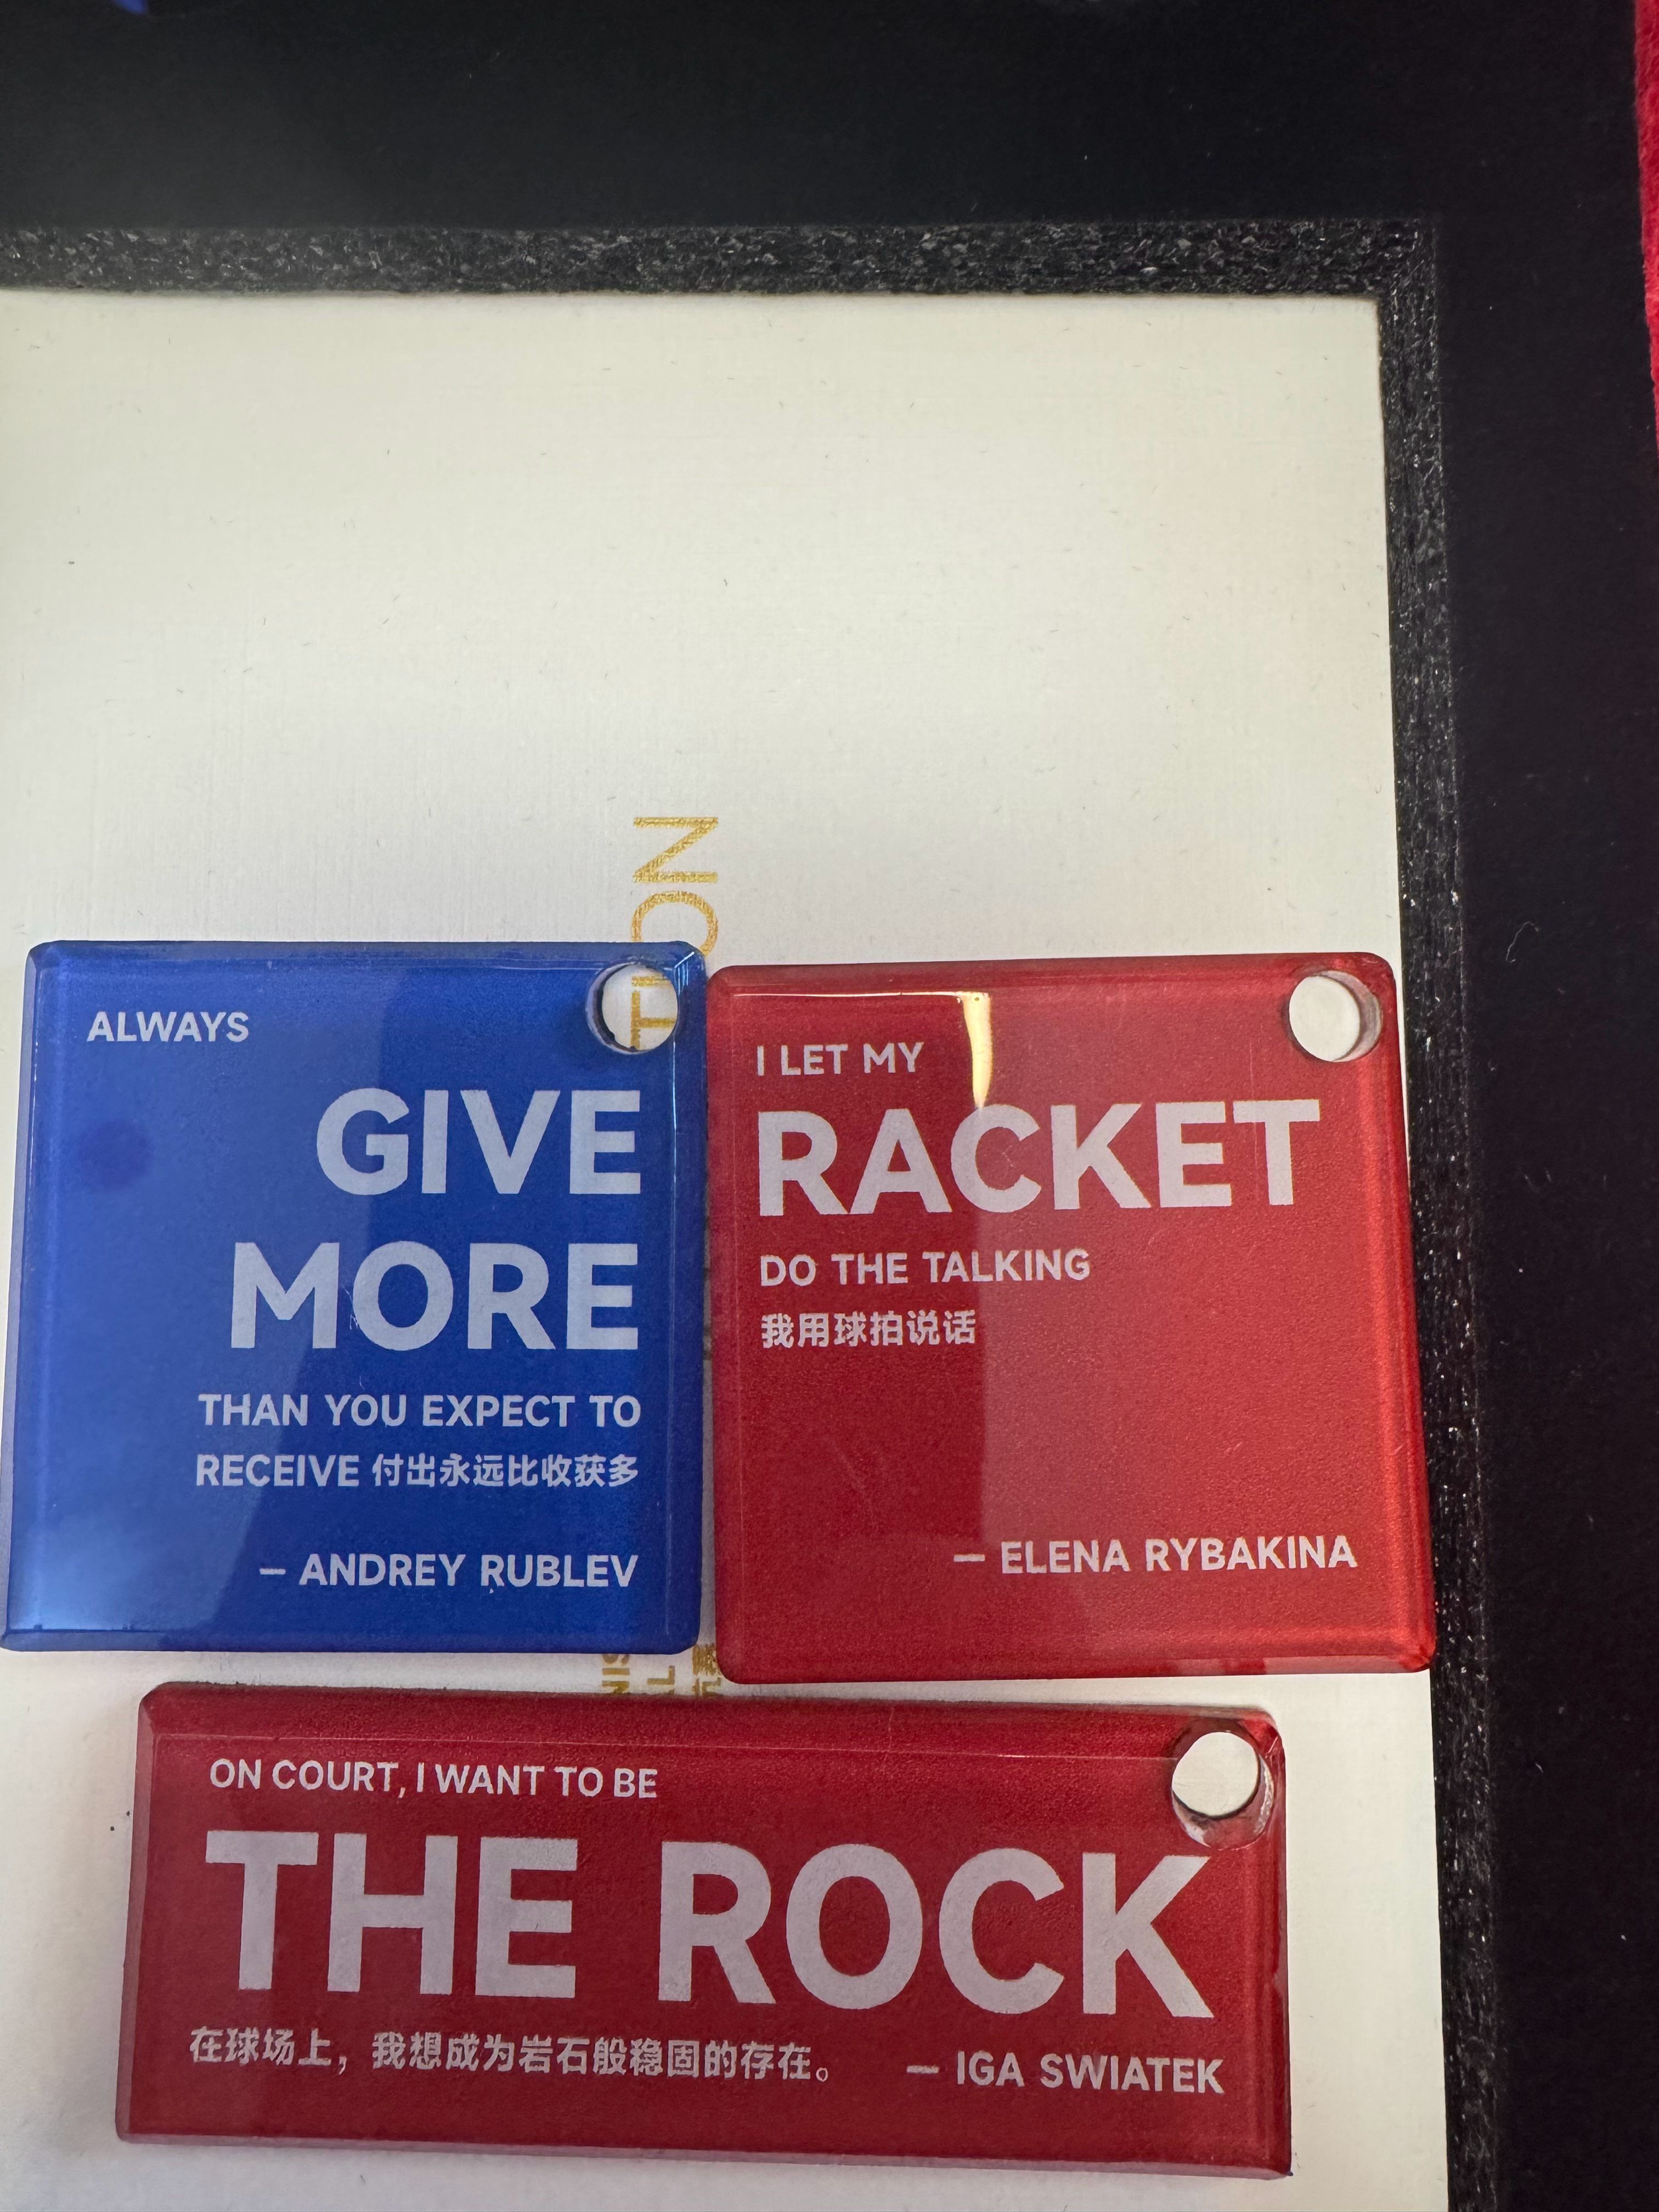 ALWAYS
GIVE
MORE
THAN YOU EXPECT TO
RECEIVE 付出永远比收获多
— ANDREY RUBLEV
I LET MY
RACKET
DO THE TALKING
我用球拍说话
— ELENA RYBAKINA
ON COURT, I WANT TO BE
THE ROCK
在球场上，我想成为岩石般稳固的存在。
— IGA SWIATEK
TION